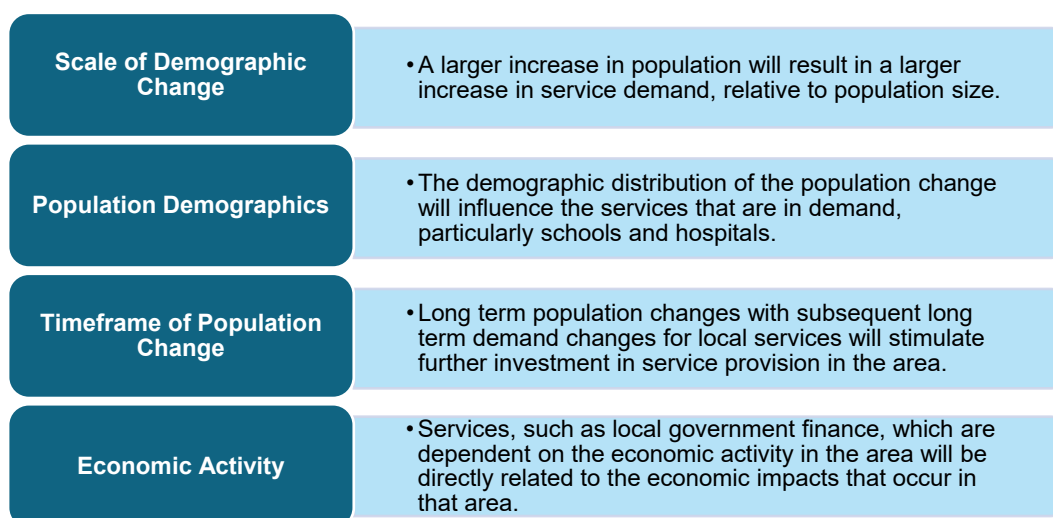 Scale of Demographic
Change
• A larger increase in population will result in a larger
increase in service demand, relative to population size.
Population Demographics
• The demographic distribution of the population change
will influence the services that are in demand,
particularly schools and hospitals.
Timeframe of Population
Change
• Long term population changes with subsequent long
term demand changes for local services will stimulate
further investment in service provision in the area.
Economic Activity
• Services, such as local government finance, which are
dependent on the economic activity in the area will be
directly related to the economic impacts that occur in
that area.